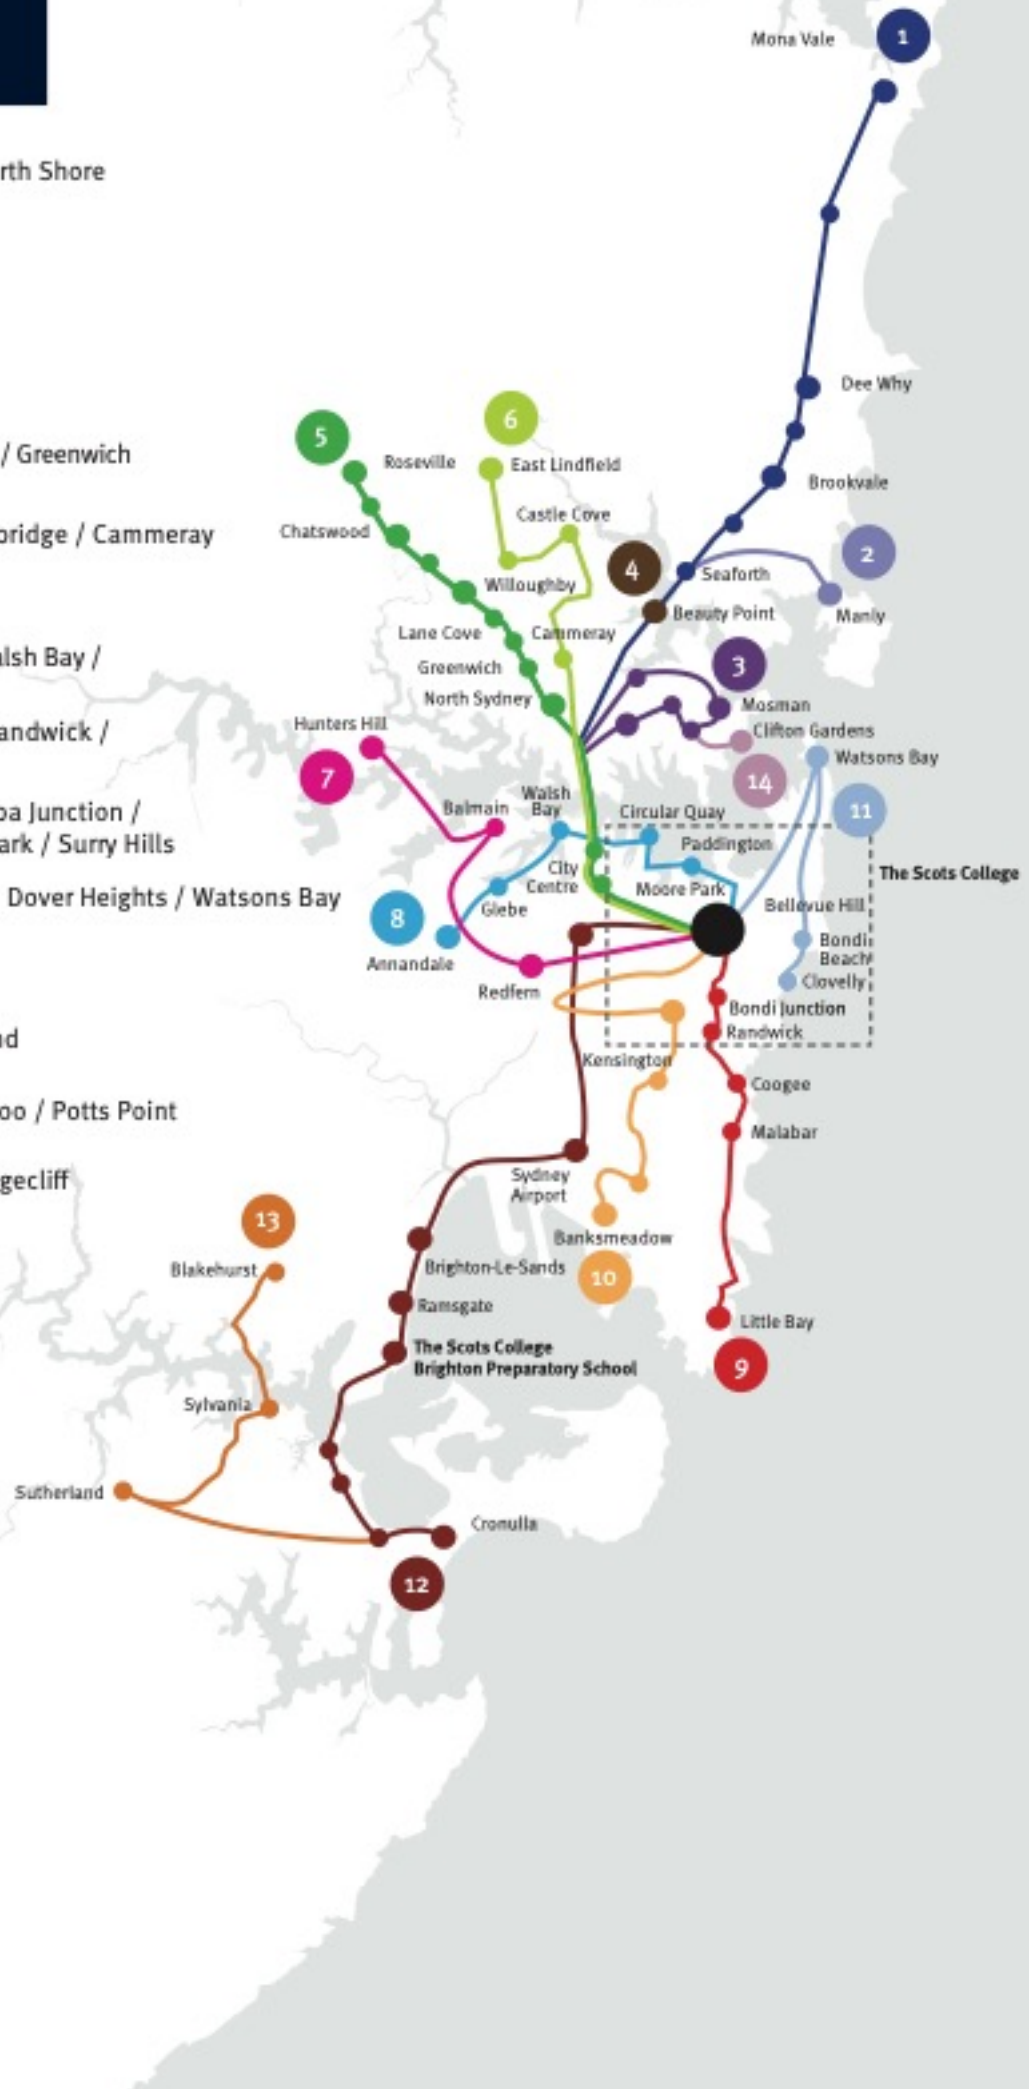 Mona Vale
1
rth Shore
Dee Why
5
6
/ Greenwich
Roseville
East Lindfield
Brookvale
Castle Cove
Chatswood
bridge / Cammeray
2
4
Seaforth
Willoughby
Beauty Point
Manly
Lane Cove
Cammeray
alsh Bay /
3
Greenwich
North Sydney
Mosman
Hunters Hill
andwick /
Clifton Gardens
Watsons Bay
7
14
Walsh
Bay
Balmain
Circular Quay
11
pa Junction /
ark / Surry Hills
Paddington
City
Centre
The Scots College
Moore Park
Dover Heights / Watsons Bay
Bellevue Hill
Glebe
8
Bondi
Beach
Annandale
Clovelly
Redfern
Bondi Junction
Randwick
nd
Kensington
Coogee
oo / Potts Point
Malabar
gecliff
Sydney
Airport
13
Banksmeadow
Blakehurst
Brighton-Le-Sands
10
Ramsgate
Little Bay
The Scots College
Brighton Preparatory School
9
Sylvania
Sutherland
Cronulla
12